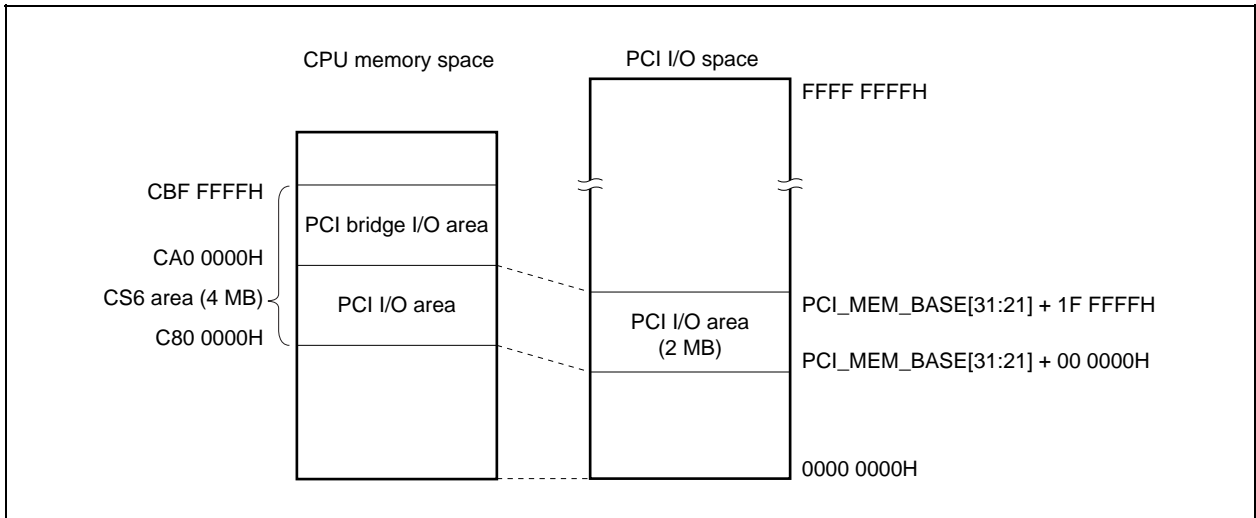 CPU memory space
PCI I/O space
FFFF FFFFH
CBF FFFFH
PCI bridge I/O area
CA0 0000H
CS6 area (4 MB)
PCI I/O area
C80 0000H
PCI I/O area
(2 MB)
PCI_MEM_BASE[31:21] + 1F FFFFH
PCI_MEM_BASE[31:21] + 00 0000H
0000 0000H